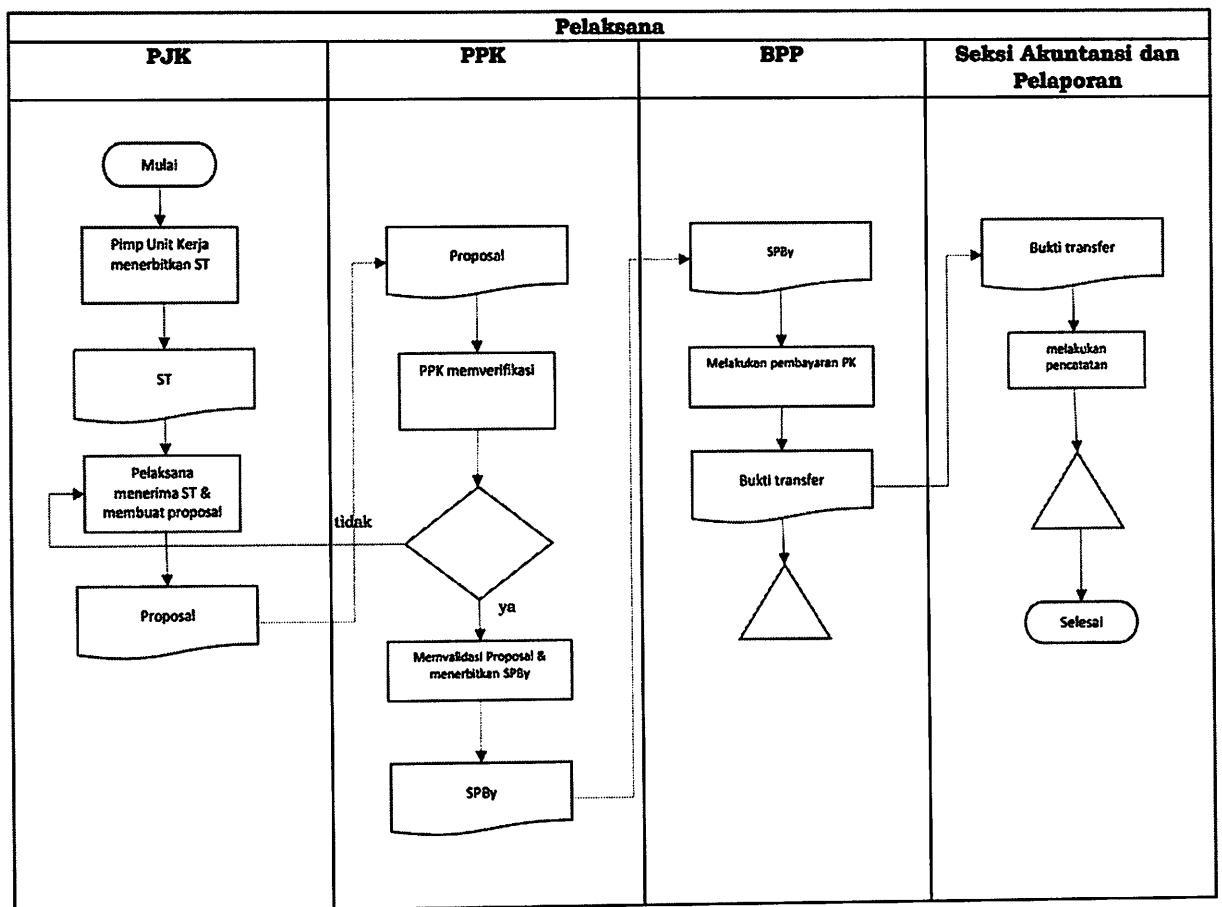 Pelaksana
PJK
PPK
BPP
Seksi Akuntansi dan
Pelaporan
Mulai
Pimp Unit Kerja
menerbitkan ST
ST
Pelaksana
menerima ST &
membuat proposal
Proposal
Proposal
PPK memverifikasi
tidak
ya
Memvalidasi Proposal &
menerbitkan SPBy
SPBy
SPBy
Melakukan pembayaran PK
Bukti transfer
Bukti transfer
melakukan
pencatatan
Selesai